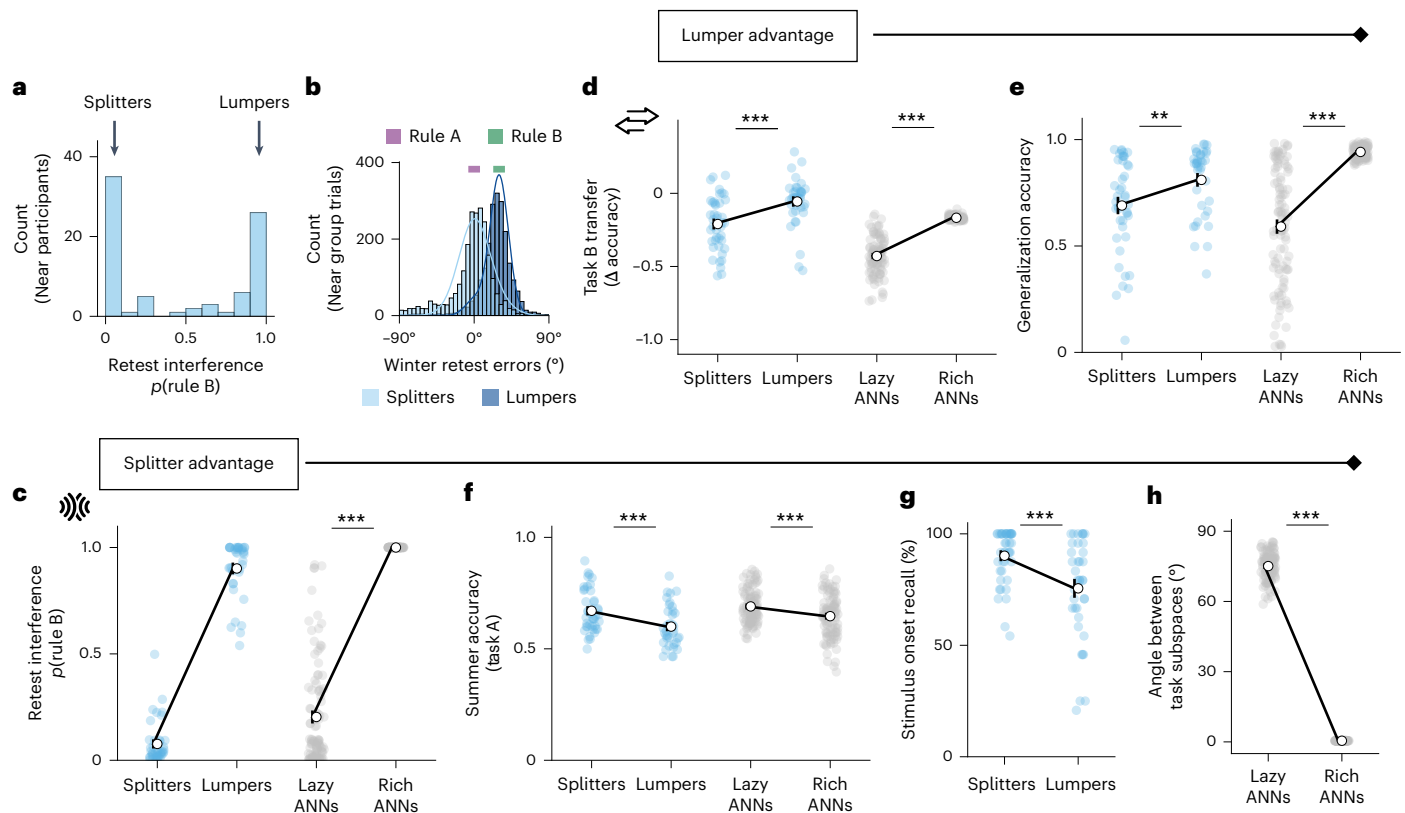 Lumper advantage
a
Splitters
Lumpers
Count
(Near participants)
40
20
0
0
0.5
1.0
Retest interference
p(rule B)
b
Rule A
Rule B
Count
(Near group trials)
400
200
0
–90°
0°
90°
Winter retest errors (°)
Splitters
Lumpers
d
***
***
Task B transfer
(Δ accuracy)
0
–0.5
–1.0
Splitters
Lumpers
Lazy
ANNs
Rich
ANNs
e
**
***
Generalization accuracy
1.0
0.5
0
Splitters
Lumpers
Lazy
ANNs
Rich
ANNs
Splitter advantage
c
***
Retest interference
p(rule B)
1.0
0.5
0
Splitters
Lumpers
Lazy
ANNs
Rich
ANNs
f
***
***
Summer accuracy
(task A)
1.0
0.5
0
Splitters
Lumpers
Lazy
ANNs
Rich
ANNs
g
***
Stimulus onset recall (%)
100
50
0
Splitters
Lumpers
h
***
Angle between
task subspaces (°)
90
60
30
0
Lazy
ANNs
Rich
ANNs